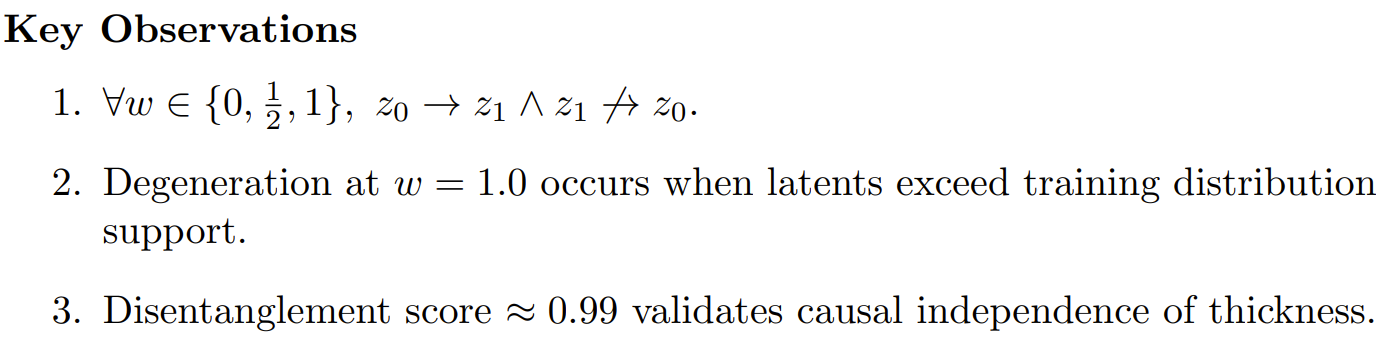 Key Observations
1. ∀w ∈ {0, 1/2, 1}, z₀ → z₁ ∧ z₁ ↛ z₀.
2. Degeneration at w = 1.0 occurs when latents exceed training distribution
support.
3. Disentanglement score ≈ 0.99 validates causal independence of thickness.